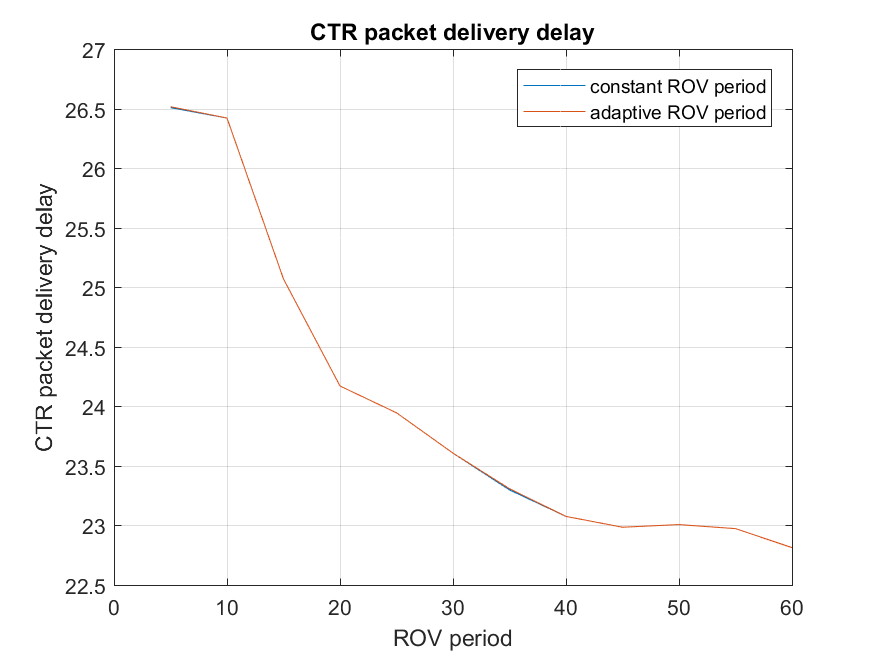 CTR packet delivery delay
constant ROV period
adaptive ROV period
CTR packet delivery delay
27
26.5
26
25.5
25
24.5
24
23.5
23
22.5
0 10 20 30 40 50 60
ROV period